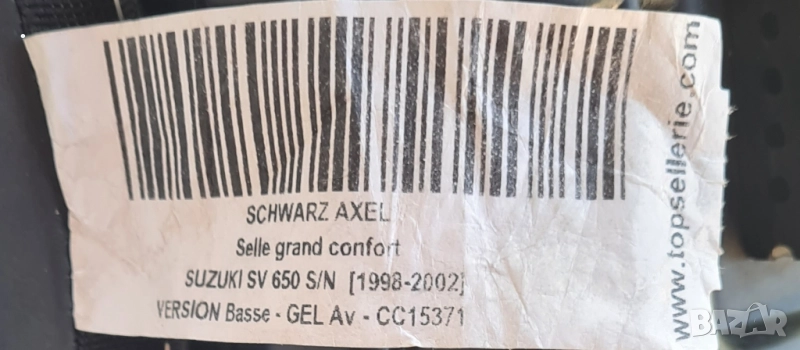 SCHWARZ AXEL
Selle grand confort
SUZUKI SV 650 S/N [1998-2002]
VERSION Basse - GEL Av - CC15371
www.topsellerie.com
BAZAR